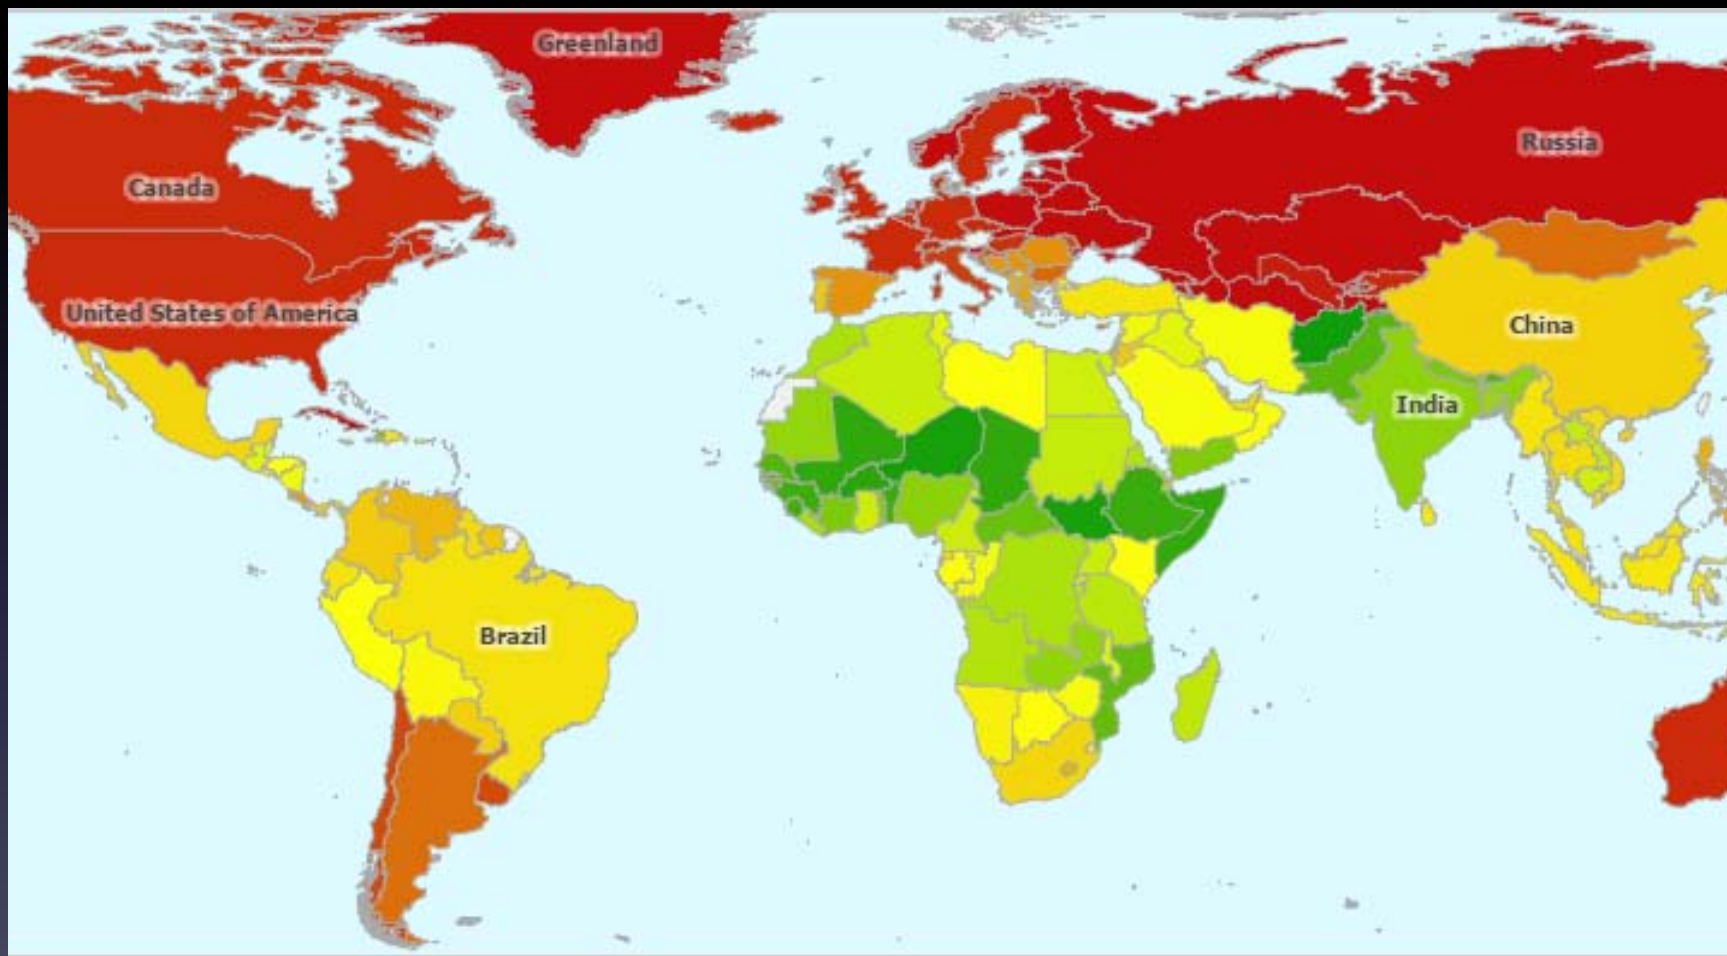 Greenland
Russia
Canada
United States of America
China
India
Brazil